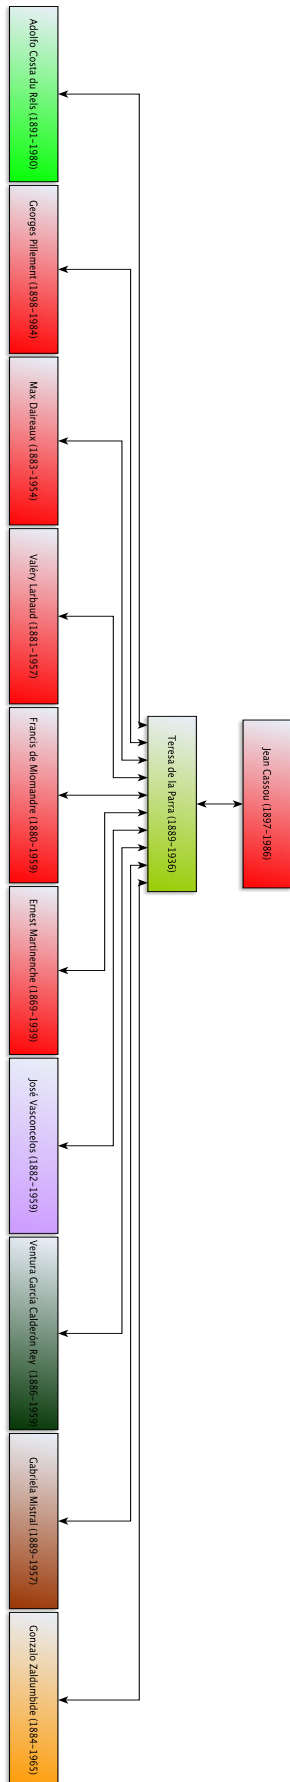 Jean Cassou (1897-1986)
Teresa de la Parra (1889-1936)
Adolfo Costa du Rels (1891-1980)
Georges Pillement (1898-1984)
Max Daireaux (1883-1954)
Valéry Larbaud (1881-1957)
Francis de Miomandre (1880-1959)
Ernest Martinenche (1869-1939)
José Vasconcelos (1882-1959)
Ventura García Calderón Rey (1886-1959)
Gabriela Mistral (1889-1957)
Gonzalo Zaldumbide (1884-1965)